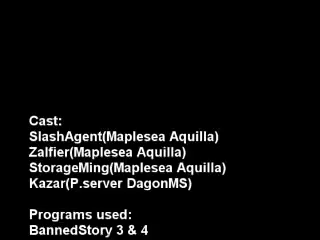 Cast:
SlashAgent(Maplesea Aquilla)
Zalfier(Maplesea Aquilla)
StorageMing(Maplesea Aquilla)
Kazar(P.server DagonMS)
Programs used:
BannedStory 3 & 4